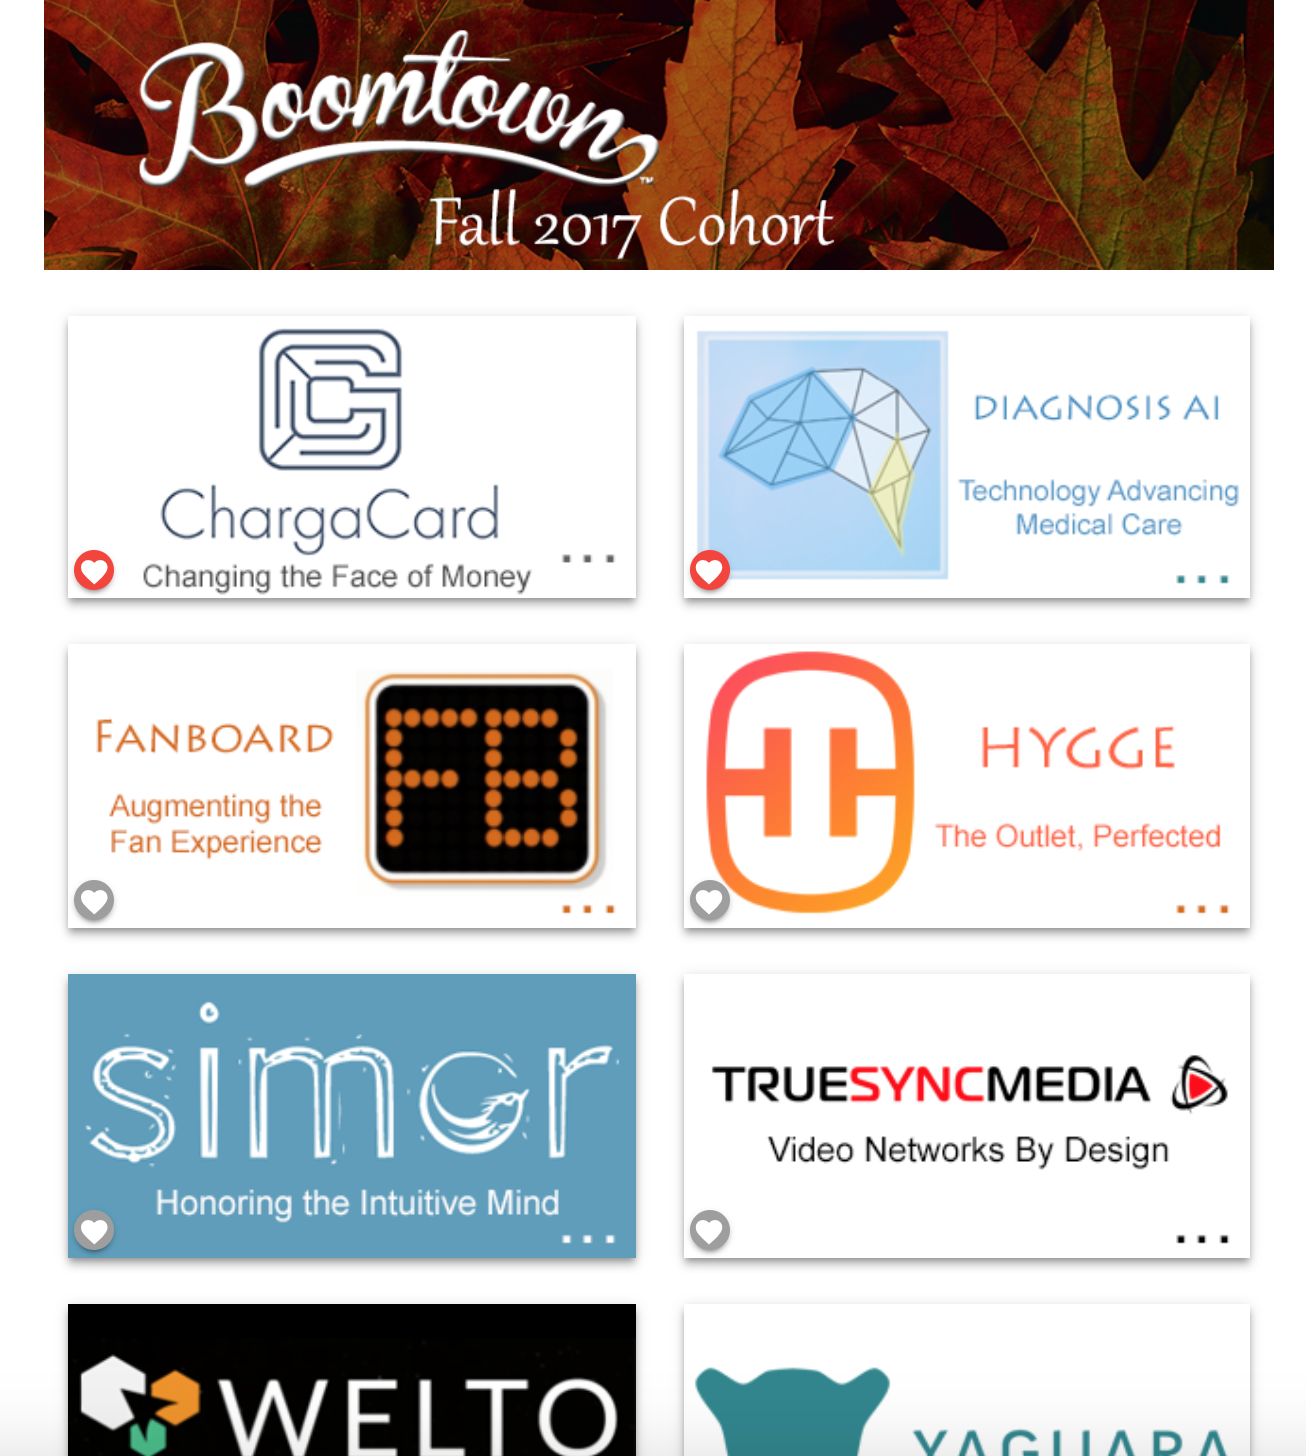 Boomtown™
Fall 2017 Cohort
ChargaCard
Changing the Face of Money
...
DIAGNOSIS AI
Technology Advancing
Medical Care
...
FANBOARD
Augmenting the
Fan Experience
FB
...
HYGGE
The Outlet, Perfected
...
simor
Honoring the Intuitive Mind
...
TRUESYNCMEDIA
Video Networks By Design
...
WELTO
YAGUARA